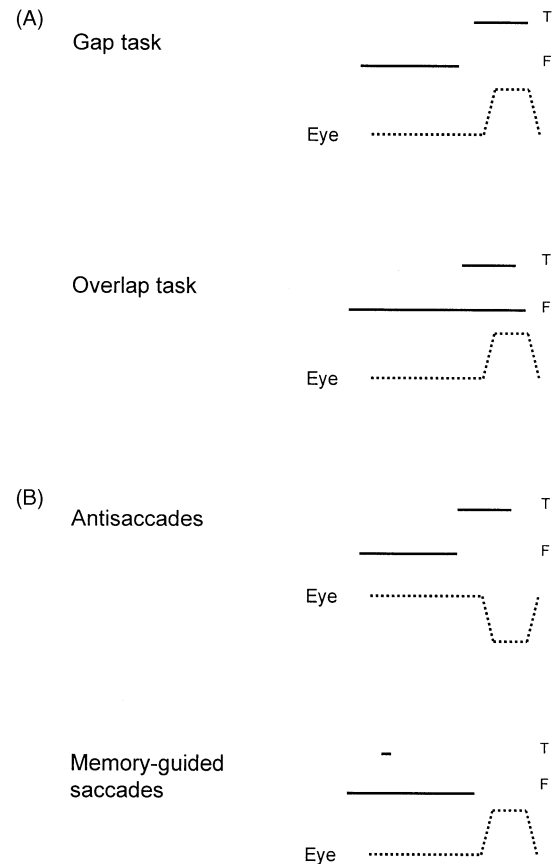 (A)
Gap task
T
F
Eye
Overlap task
T
F
Eye
(B)
Antisaccades
T
F
Eye
Memory-guided
saccades
T
F
Eye